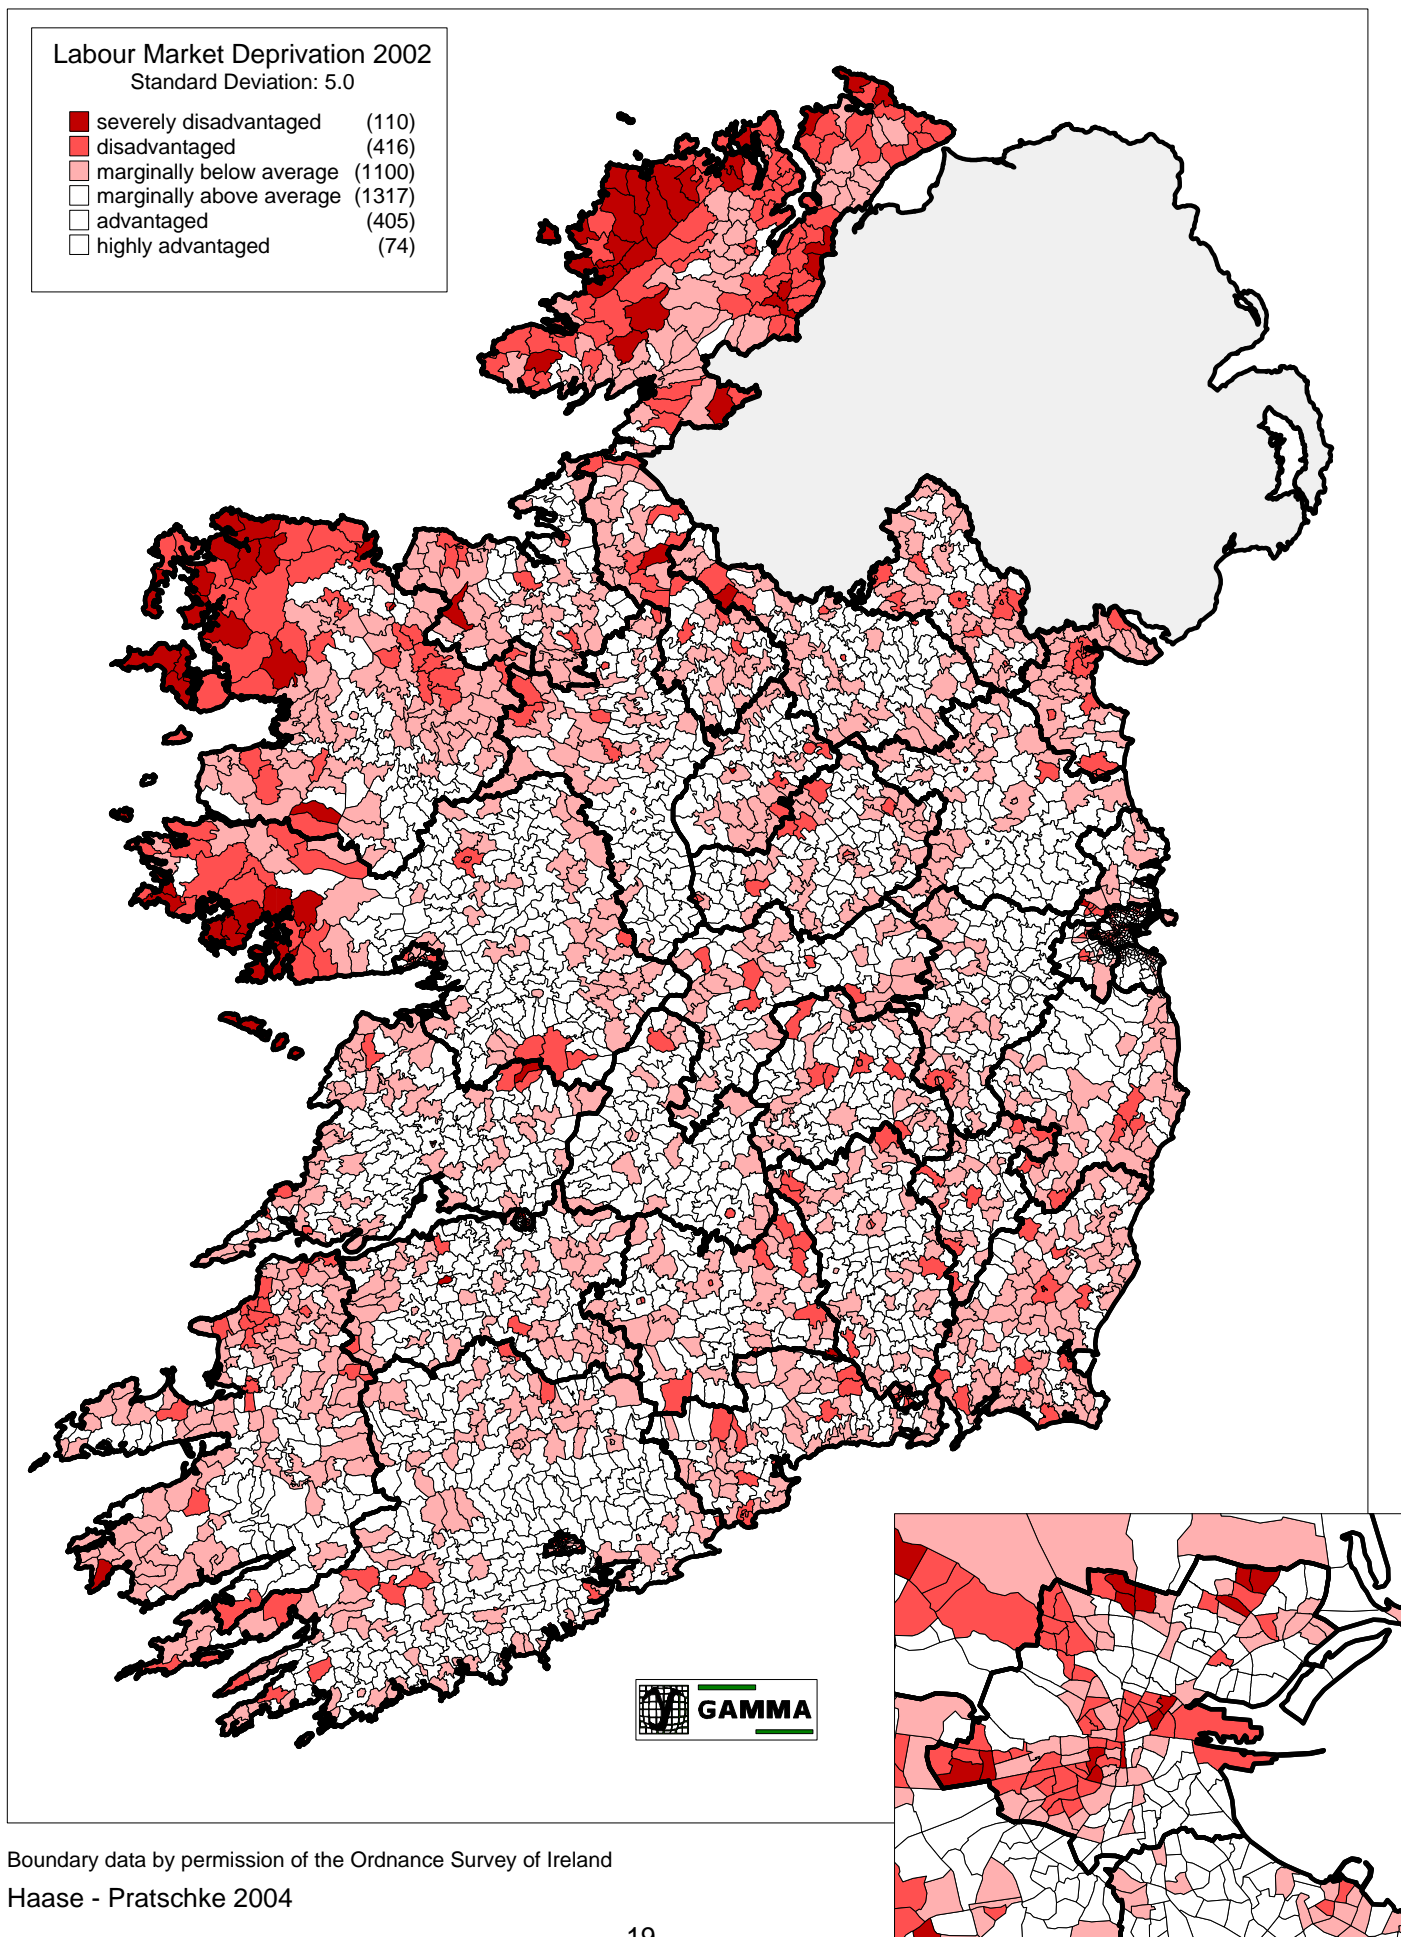 Labour Market Deprivation 2002
Standard Deviation: 5.0
severely disadvantaged (110)
disadvantaged (416)
marginally below average (1100)
marginally above average (1317)
advantaged (405)
highly advantaged (74)
GAMMA
Boundary data by permission of the Ordnance Survey of Ireland
Haase - Pratschke 2004
19